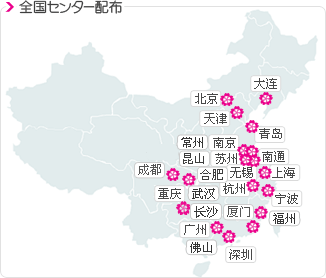 全国センター配布
大连
北京
天津
青岛
常州 南京
昆山 苏州 南通
成都 合肥 无锡 上海
重庆 武汉 杭州 宁波
长沙 厦门 福州
广州
佛山 深圳